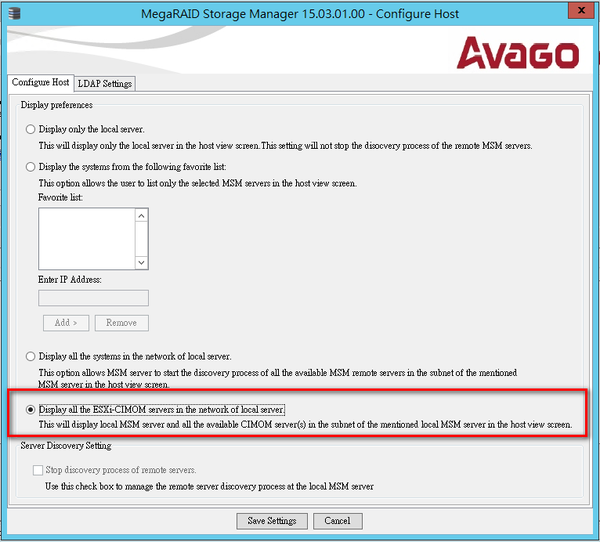 MegaRAID Storage Manager 15.03.01.00 - Configure Host
x
AVAGO
Configure Host LDAP Settings
Display preferences
Display only the local server.
This will display only the local server in the host view screen.This setting will not stop the disocvery process of the remote MSM servers.
Display the systems from the following favorite list:
This option allows the user to list only the selected MSM servers in the host view screen.
Favorite list:
Enter IP Address:
Add > Remove
Display all the systems in the network of local server.
This option allows MSM server to start the discovery process of all the available MSM remote servers in the subnet of the mentioned
MSM server in the host view screen.
Display all the ESXi-CIMOM servers in the network of local server.
This will display local MSM server and all the available CIMOM server(s) in the subnet of the mentioned local MSM server in the host view screen.
Server Discovery Setting
Stop discovery process of remote servers.
Use this check box to manage the remote server discovery process at the local MSM server
Save Settings Cancel